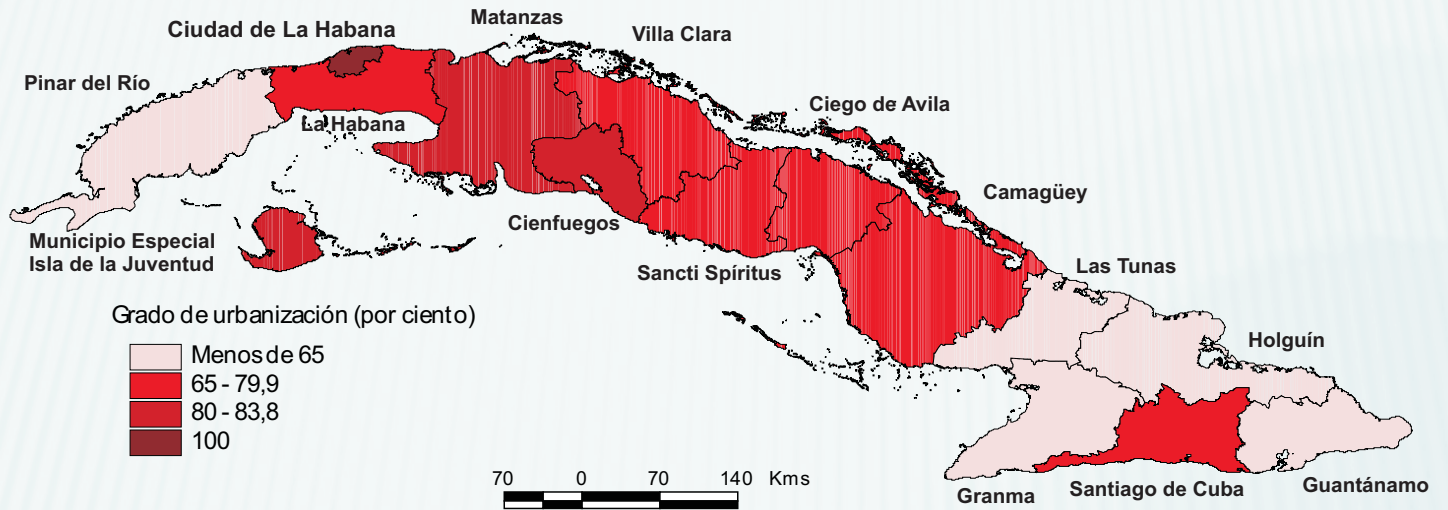 Matanzas
Ciudad de La Habana
Villa Clara
Pinar del Río
Ciego de Avila
La Habana
Camagüey
Cienfuegos
Municipio Especial
Isla de la Juventud
Sancti Spíritus
Las Tunas
Grado de urbanización (por ciento)
Holguín
Menos de 65
65 - 79,9
80 - 83,8
100
70 0 70 140 Kms
Granma
Santiago de Cuba
Guantánamo